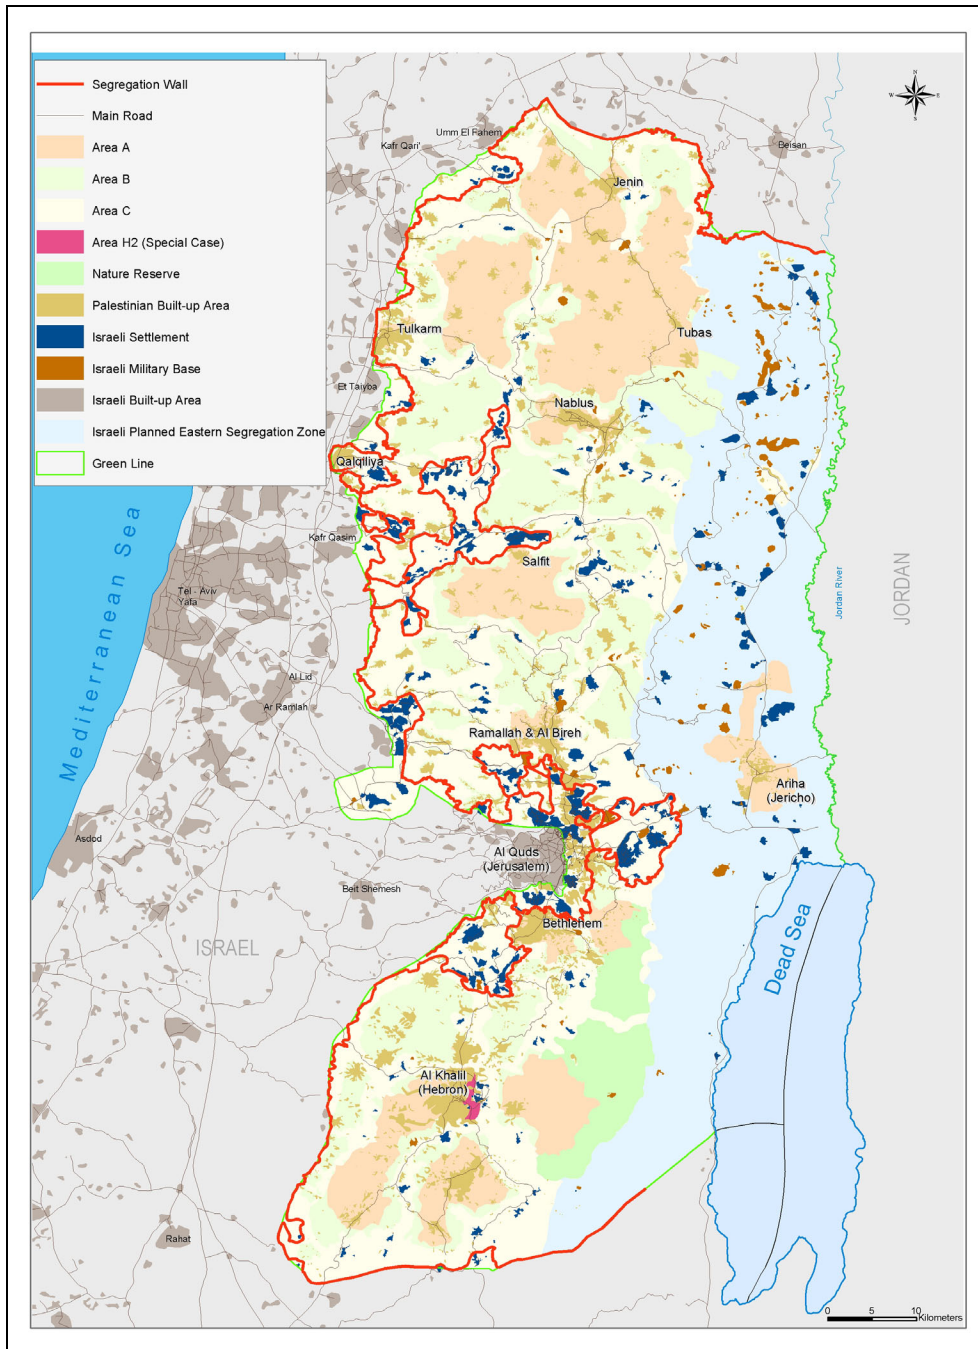 Segregation Wall
Main Road
Area A
Area B
Area C
Area H2 (Special Case)
Nature Reserve
Palestinian Built-up Area
Israeli Settlement
Israeli Military Base
Israeli Built-up Area
Israeli Planned Eastern Segregation Zone
Green Line
N
W
E
S
Umm El Fahem
Kafr Qari'
Beisan
Jenin
Tulkarm
Tubas
Et Taiyba
Nablus
Qalqiliya
Kafr Qasim
Salfit
Mediterranean Sea
Tel - Aviv
Yafa
JORDAN
Jordan River
Al Lid
Ar Ramlah
Ramallah & Al Bireh
Ariha
(Jericho)
Asdod
Al Quds
(Jerusalem)
Beit Shemesh
Bethlehem
ISRAEL
Dead Sea
Al Khalil
(Hebron)
Rahat
0 5 10
Kilometers